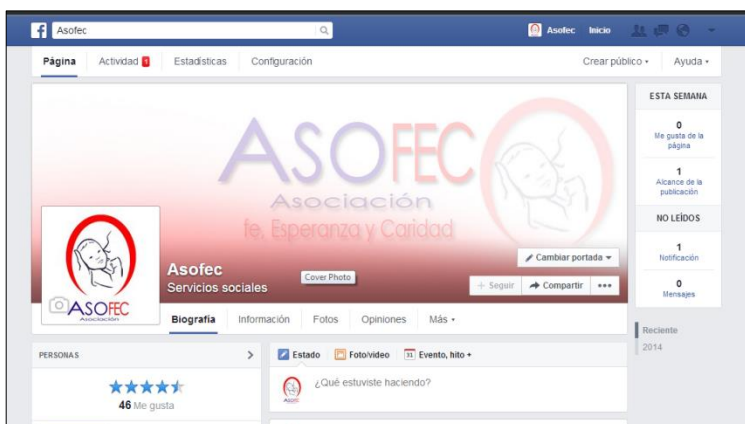 Asofec
Asofec Inicio
Página Actividad 1 Estadísticas Configuración Crear público Ayuda
ASOFEC
Asociación
fe, Esperanza y Caridad
Cambiar portada
Asofec
Servicios sociales
Cover Photo
+ Seguir Compartir •••
ASOFEC
Asociación
Biografía Información Fotos Opiniones Más
ESTA SEMANA
0
Me gusta de la
página
1
Alcance de la
publicación
NO LEÍDOS
1
Notificación
0
Mensajes
Reciente
2014
PERSONAS >
46 Me gusta
Estado Foto/video 31 Evento, hito +
¿Qué estuviste haciendo?
ASOFEC